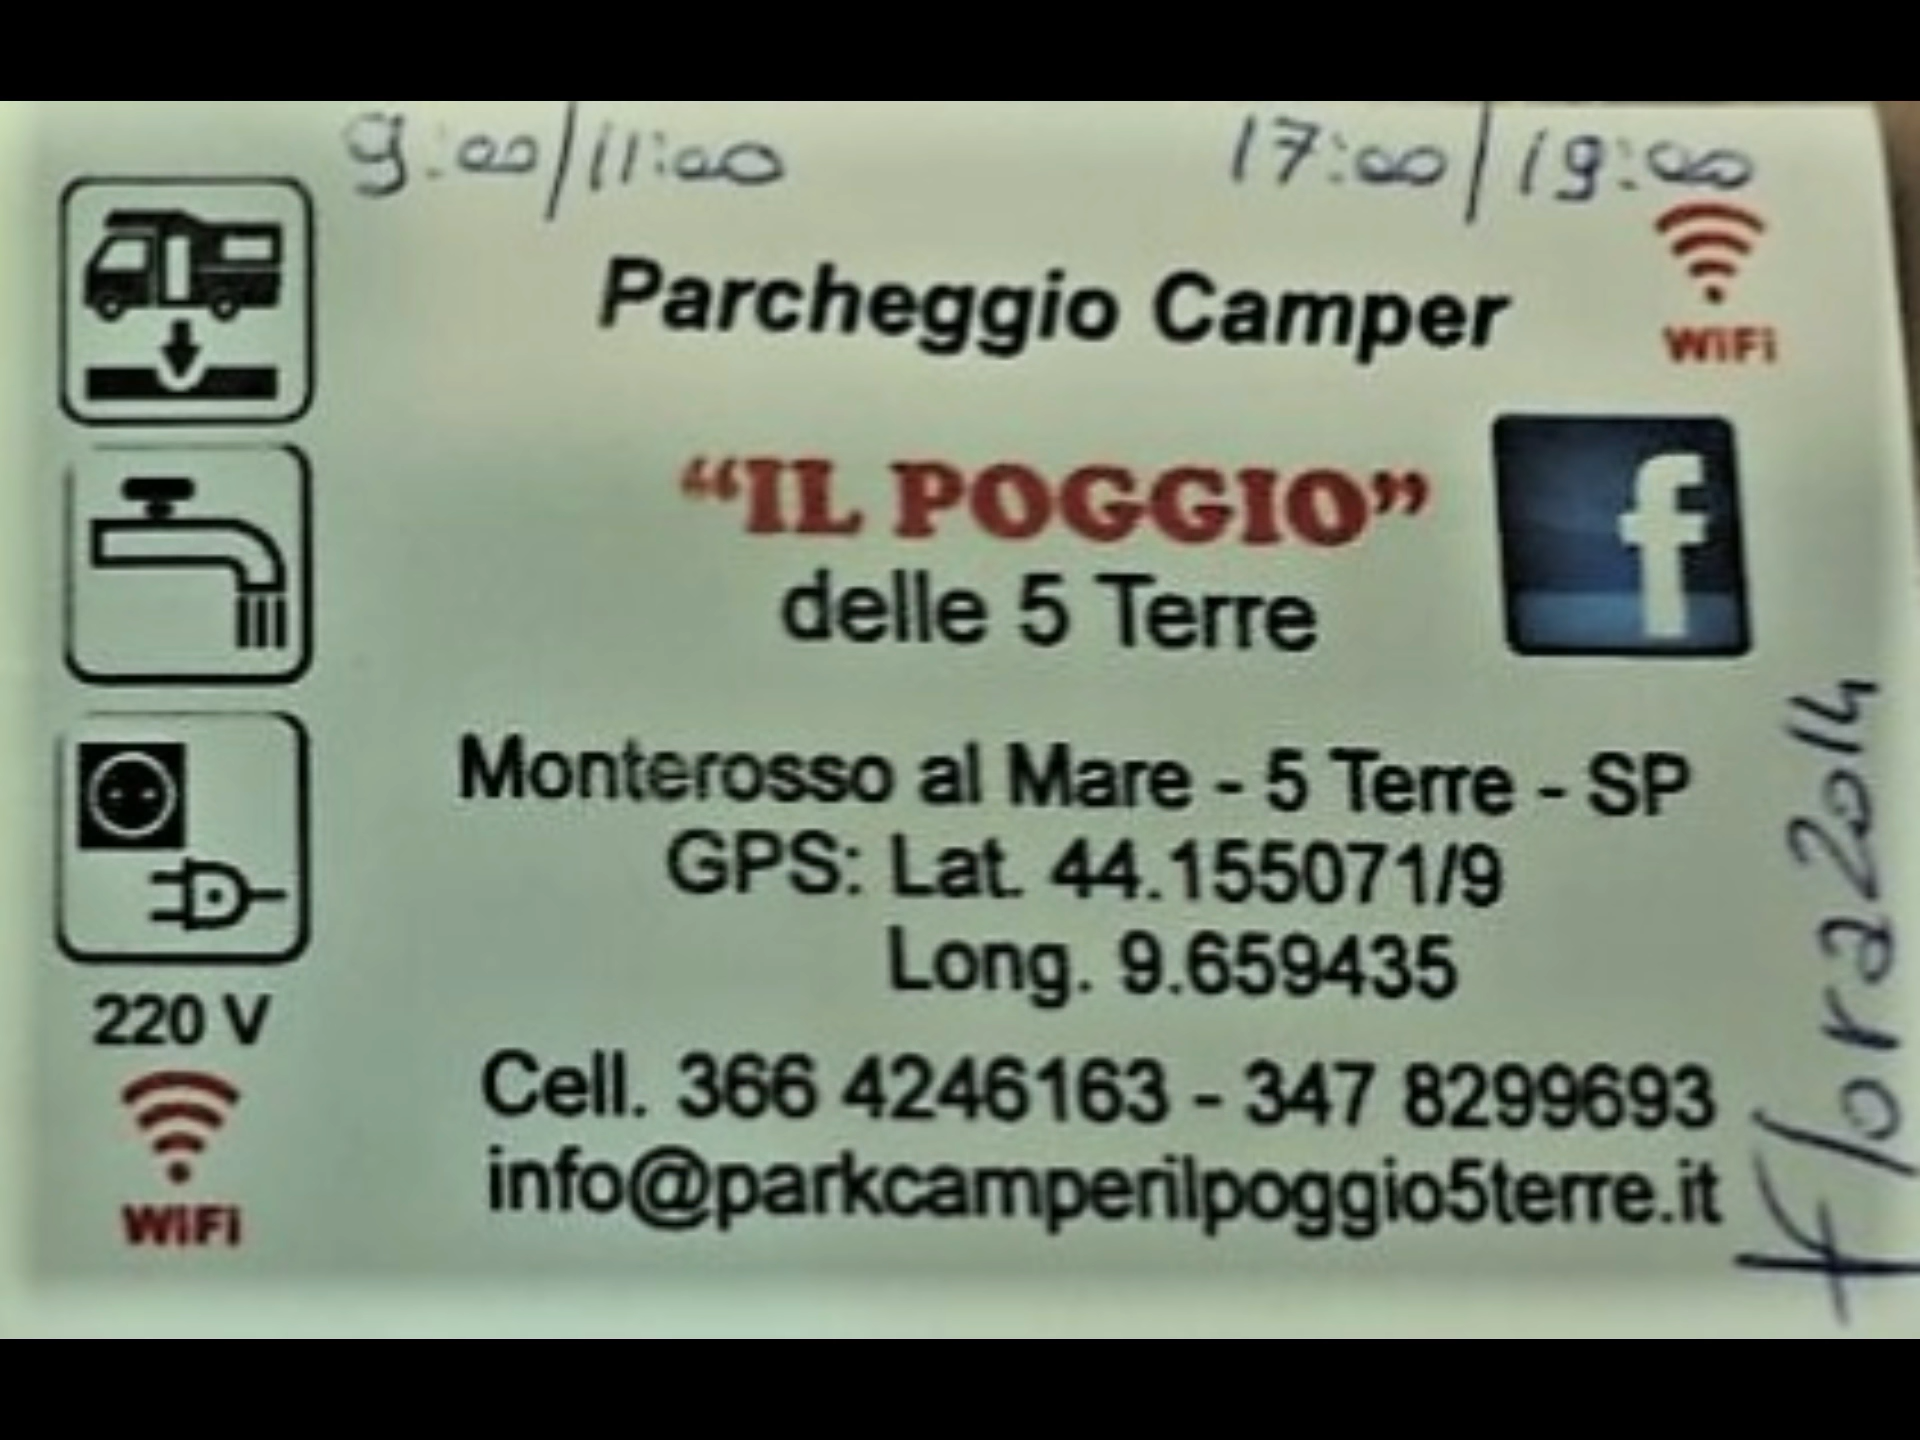 9:00/11:00 17:00/19:00
WiFi
Parcheggio Camper
"IL POGGIO"
f
delle 5 Terre
Monterosso al Mare - 5 Terre - SP
GPS: Lat. 44.155071/9
Long. 9.659435
220 V
Cell. 366 4246163 - 347 8299693
info@parkcamperilpoggio5terre.it
WiFi
Flora2014